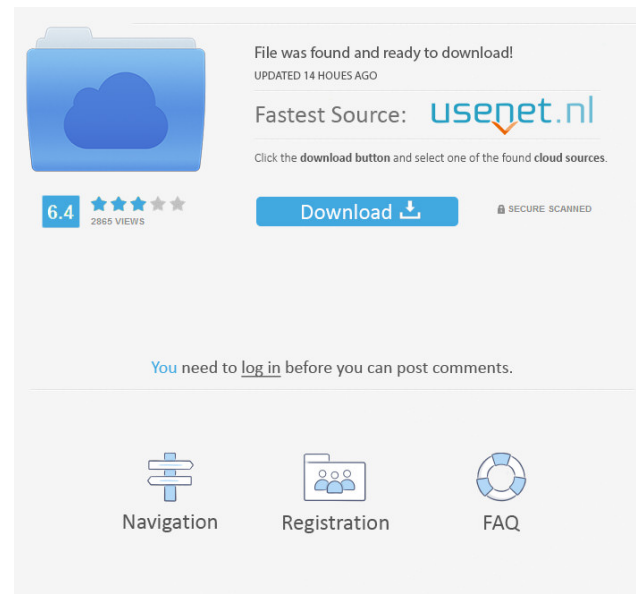 File was found and ready to download!
UPDATED 14 HOUES AGO
Fastest Source: usenet.nl
Click the download button and select one of the found cloud sources.
6.4
2865 VIEWS
Download
SECURE SCANNED
You need to log in before you can post comments.
Navigation
Registration
FAQ